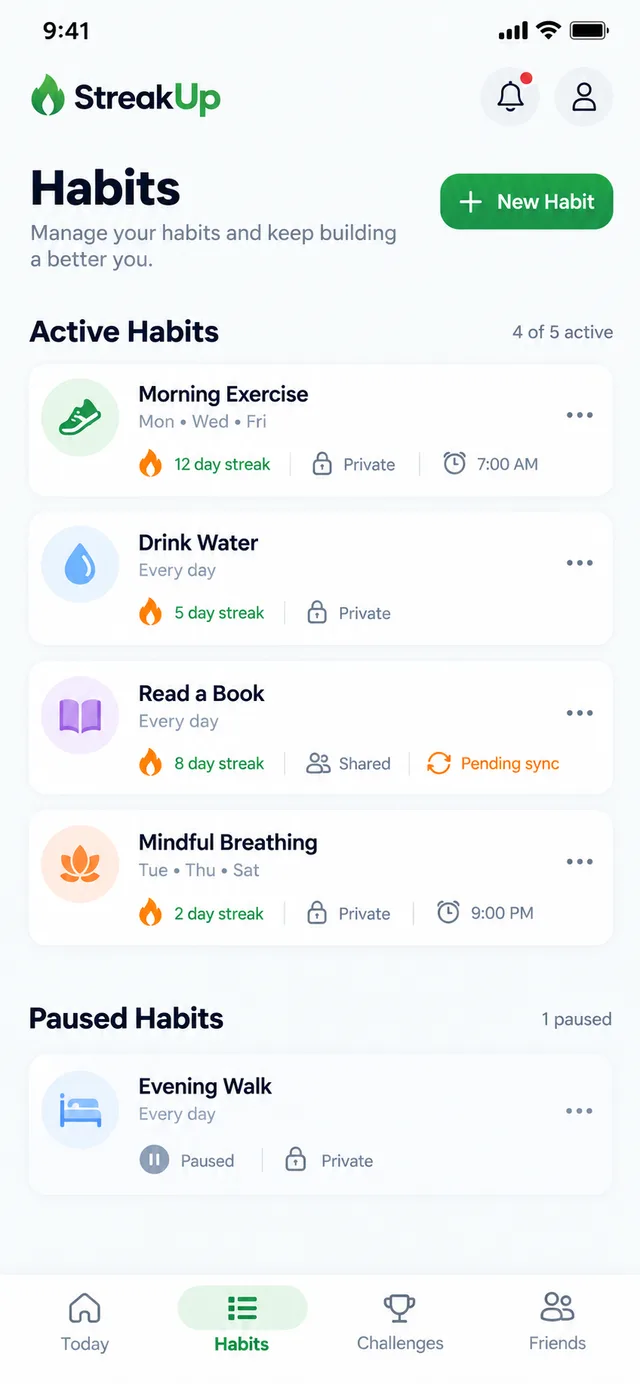 9:41
StreakUp
Habits
Manage your habits and keep building
a better you.
+ New Habit
Active Habits
4 of 5 active
Morning Exercise
Mon • Wed • Fri
12 day streak
Private
7:00 AM
Drink Water
Every day
5 day streak
Private
Read a Book
Every day
8 day streak
Shared
Pending sync
Mindful Breathing
Tue • Thu • Sat
2 day streak
Private
9:00 PM
Paused Habits
1 paused
Evening Walk
Every day
Paused
Private
Today
Habits
Challenges
Friends